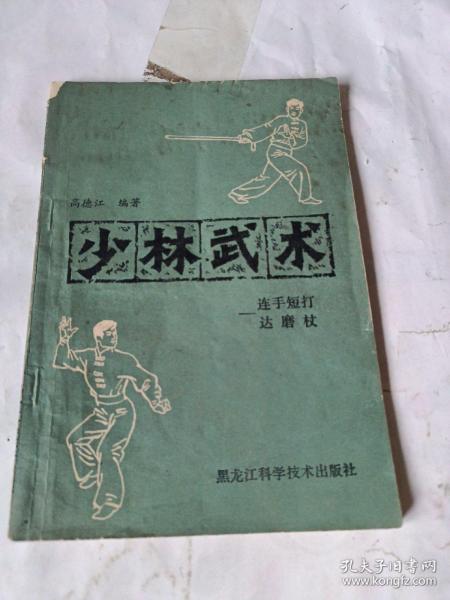 高德江 编著
少林武术
—连手短打
达磨杖
黑龙江科学技术出版社
孔夫子旧书网
www.kongfz.com